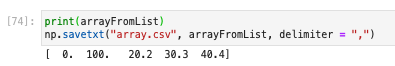 [74]: print(arrayFromList)
np.savetxt("array.csv", arrayFromList, delimiter = ",")
[  0.  100.   20.2  30.3  40.4]